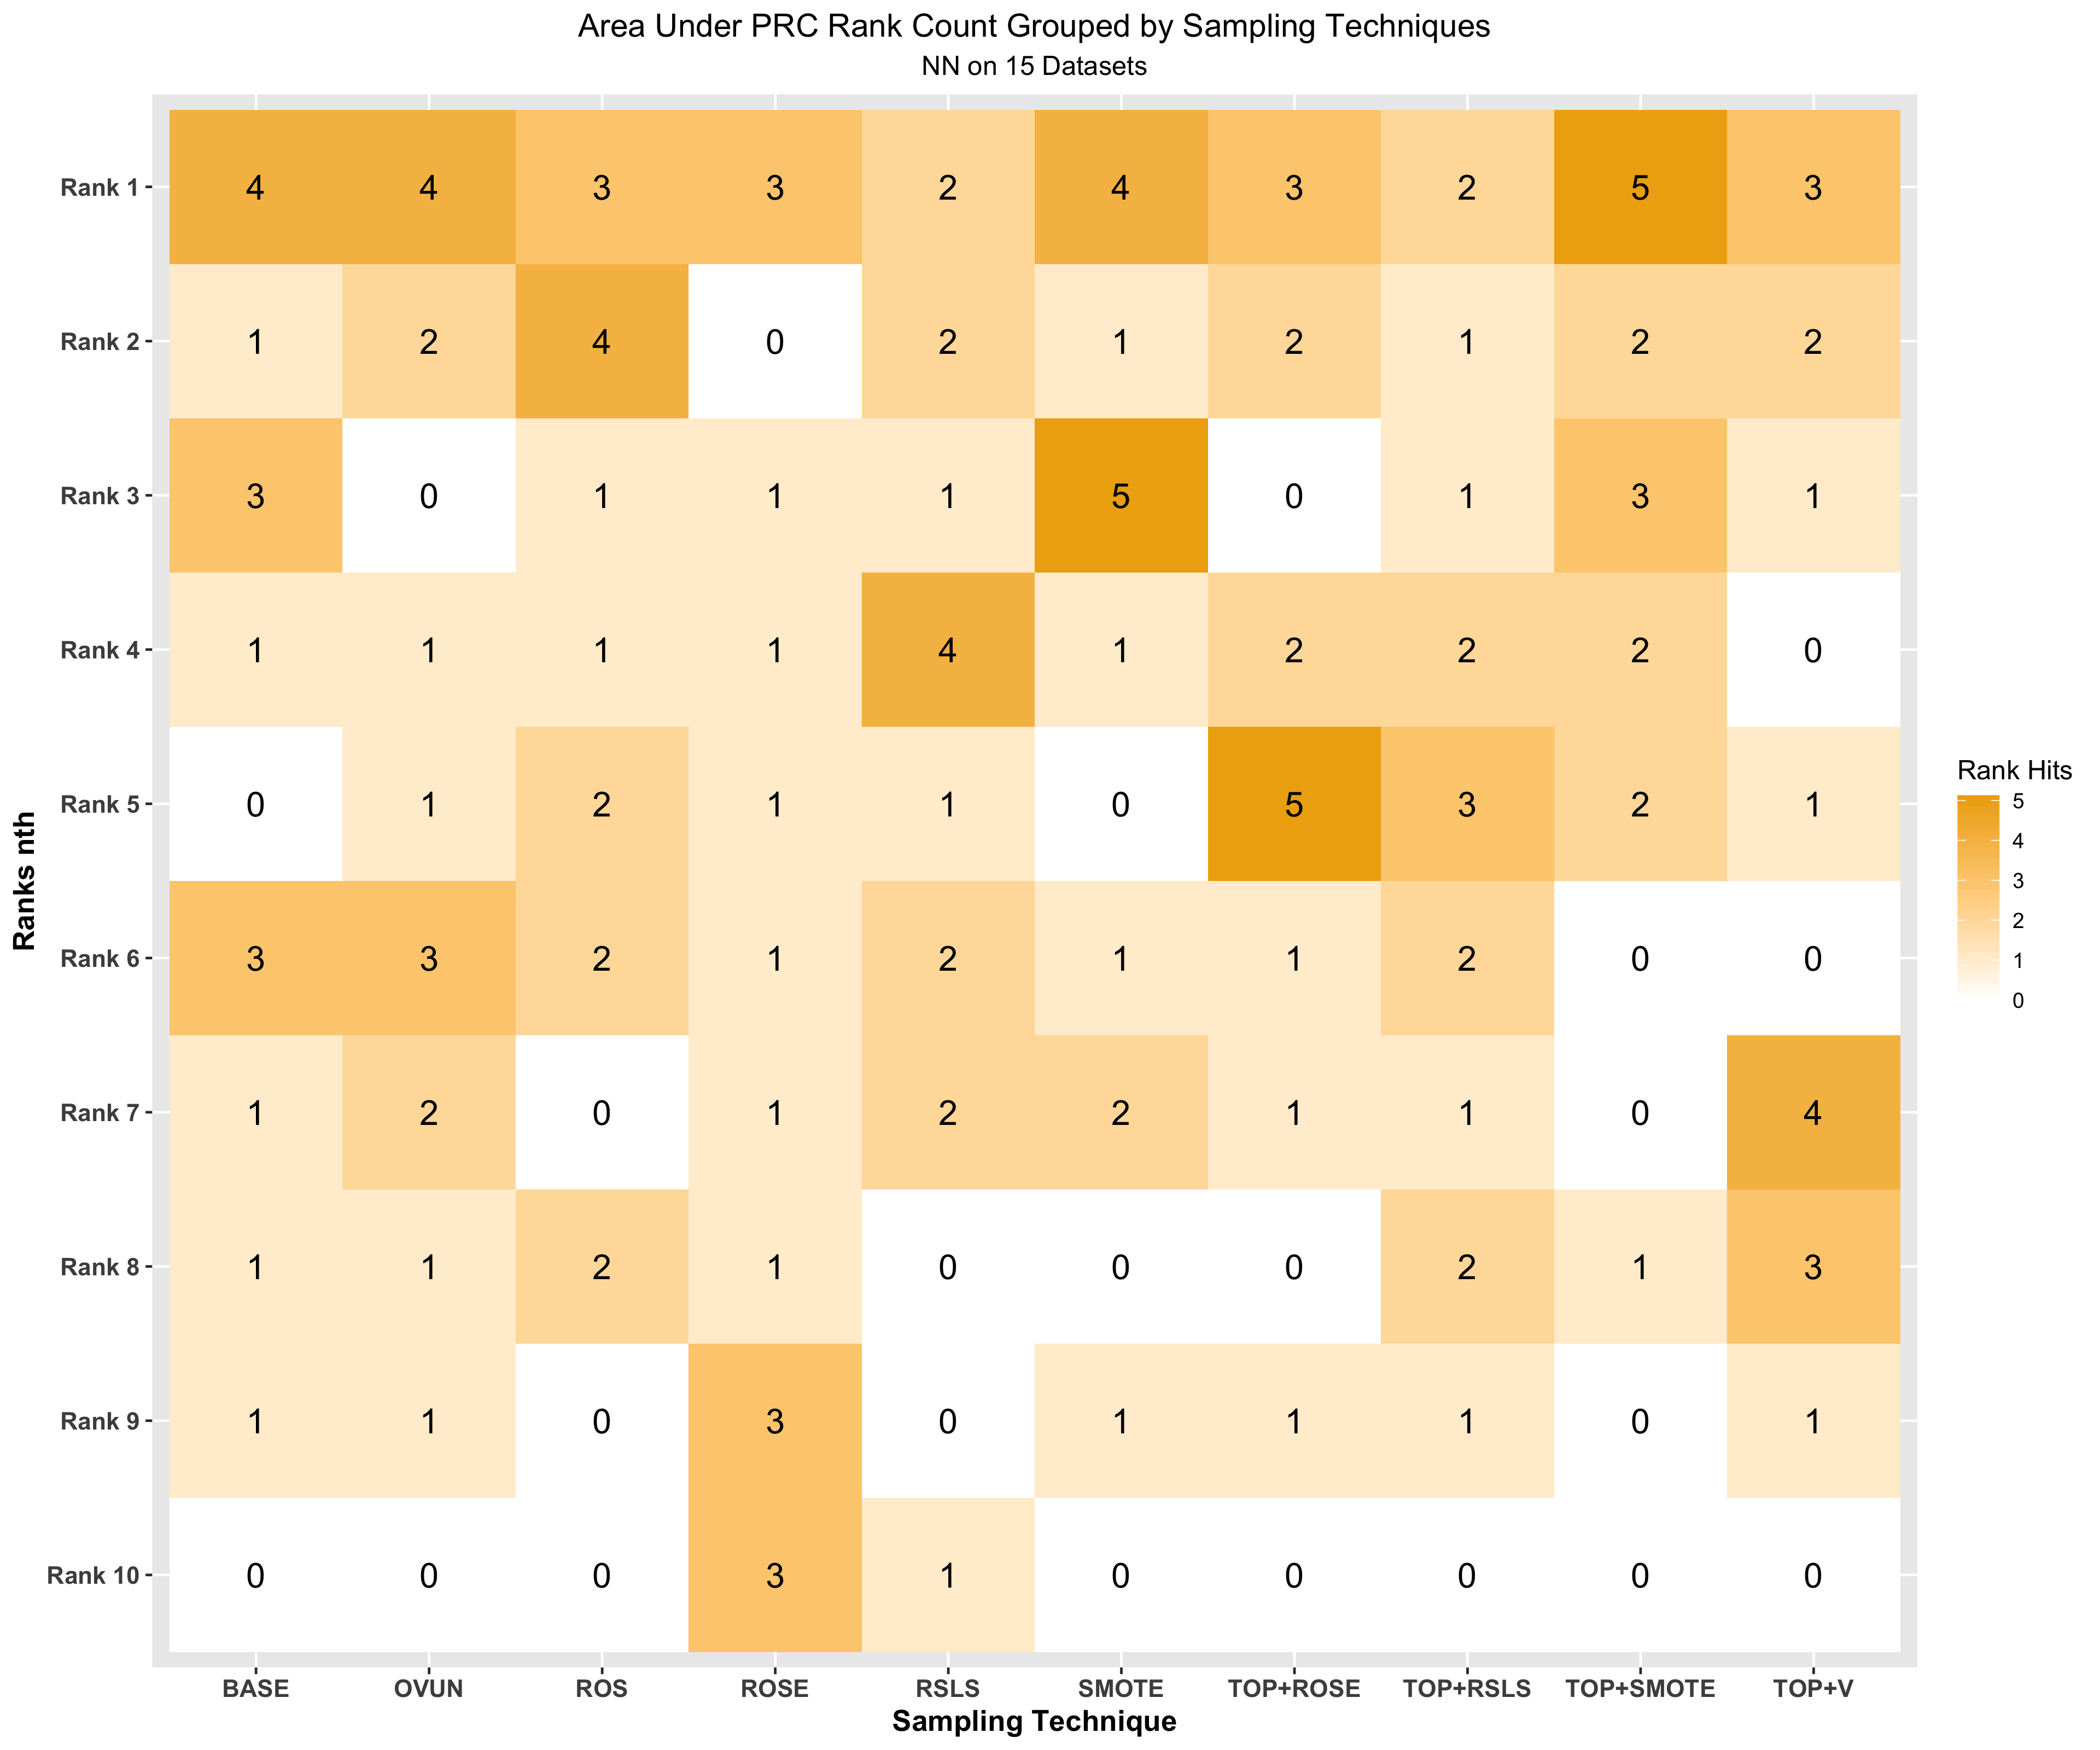 Area Under PRC Rank Count Grouped by Sampling Techniques
NN on 15 Datasets
Rank 1 4 4 3 3 2 4 3 2 5 3
Rank 2 1 2 4 0 2 1 2 1 2 2
Rank 3 3 0 1 1 1 5 0 1 3 1
Rank 4 1 1 1 1 4 1 2 2 2 0
Rank 5 0 1 2 1 1 0 5 3 2 1
Rank 6 3 3 2 1 2 1 1 2 0 0
Rank 7 1 2 0 1 2 2 1 1 0 4
Rank 8 1 1 2 1 0 0 0 2 1 3
Rank 9 1 1 0 3 0 1 1 1 0 1
Rank 10 0 0 0 3 1 0 0 0 0 0
BASE OVUN ROS ROSE RSLS SMOTE TOP+ROSE TOP+RSLS TOP+SMOTE TOP+V
Sampling Technique
Ranks nth
Rank Hits
5
4
3
2
1
0